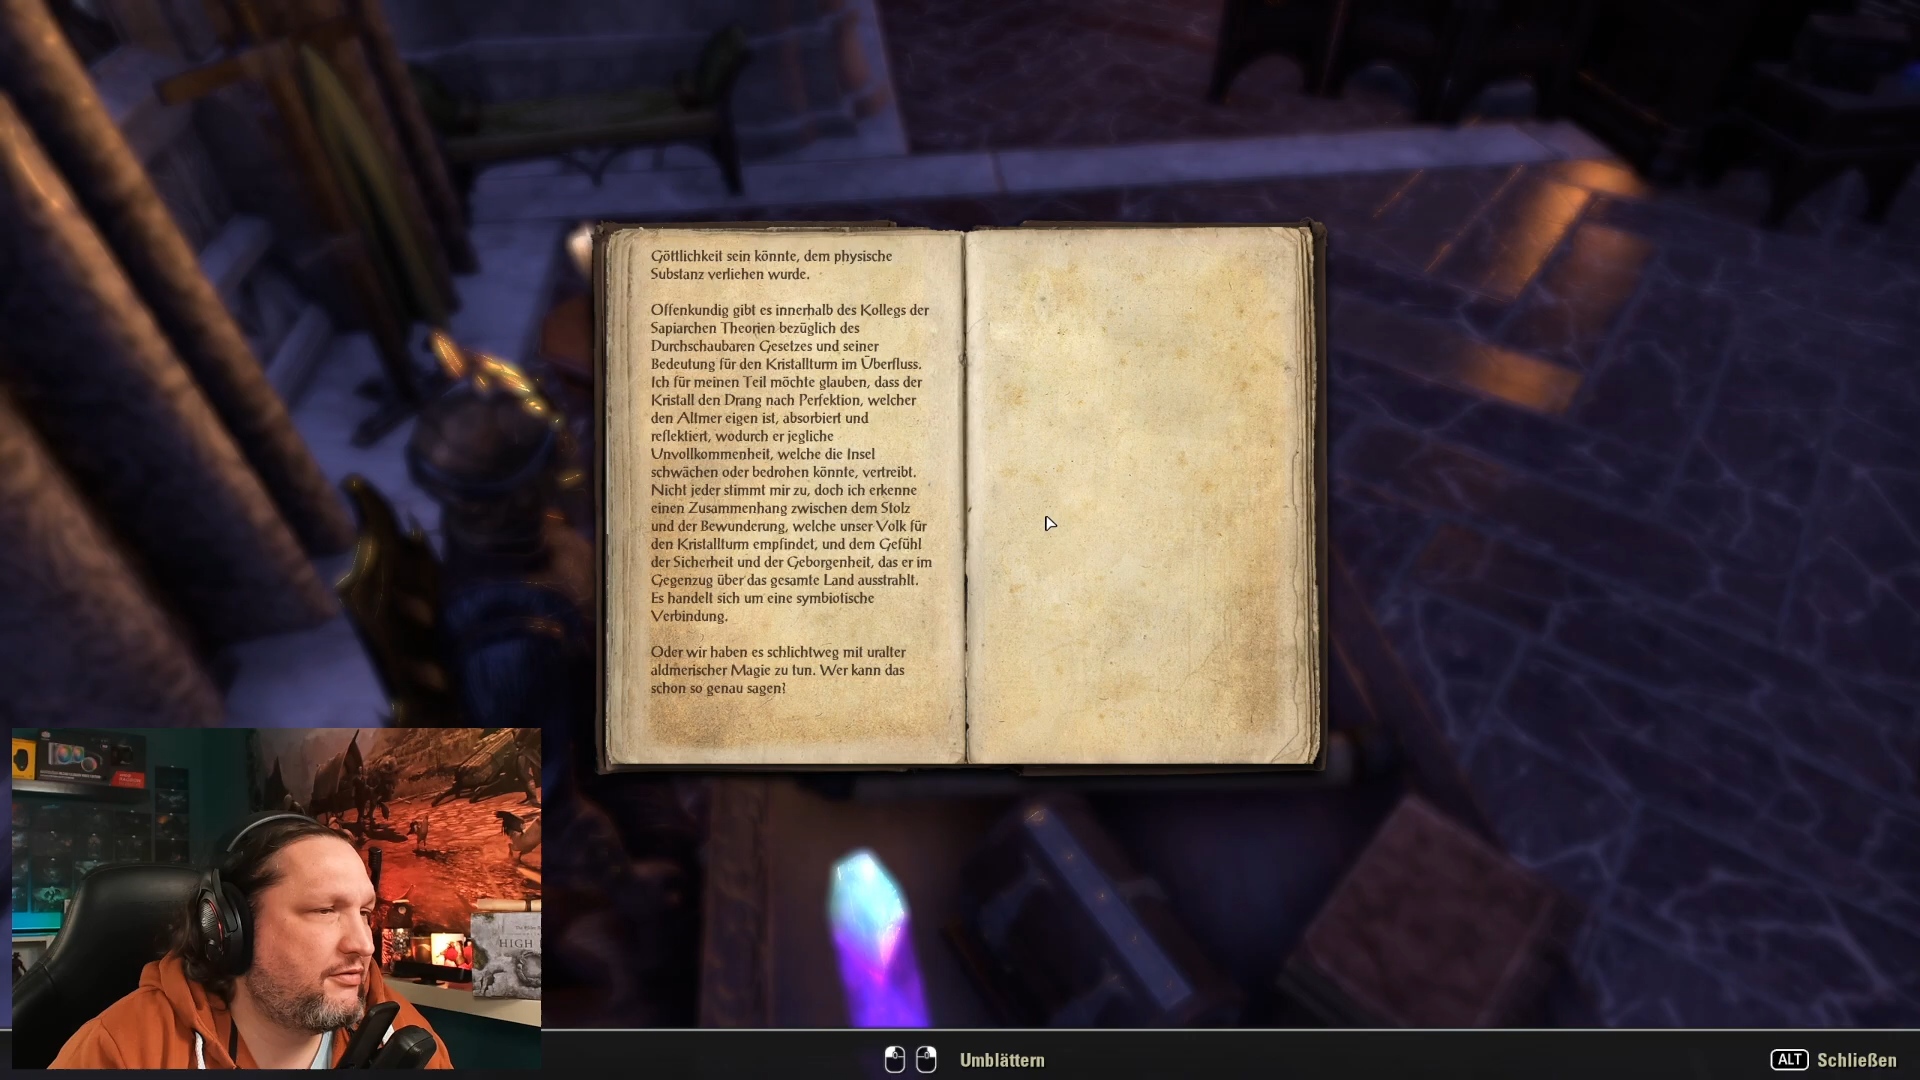 Göttlichkeit sein könnte, dem physische
Substanz verliehen wurde.
Offenkundig gibt es innerhalb des Kollegs der
Sapiarchen Theorien bezüglich des
Durchschaubaren Gesetzes und seiner
Bedeutung für den Kristallturm im Überfluss.
Ich für meinen Teil möchte glauben, dass der
Kristall den Drang nach Perfektion, welcher
den Altmer eigen ist, absorbiert und
reflektiert, wodurch er jegliche
Unvollkommenheit, welche die Insel
schwächen oder bedrohen könnte, vertreibt.
Nicht jeder stimmt mir zu, doch ich erkenne
einen Zusammenhang zwischen dem Stolz
und der Bewunderung, welche unser Volk für
den Kristallturm empfindet, und dem Gefühl
der Sicherheit und der Geborgenheit, das er im
Gegenzug über das gesamte Land ausstrahlt.
Es handelt sich um eine symbiotische
Verbindung.
Oder wir haben es schlichtweg mit uralter
aldmerischer Magie zu tun. Wer kann das
schon so genau sagen?
HIGH
Umblättern
ALT Schließen